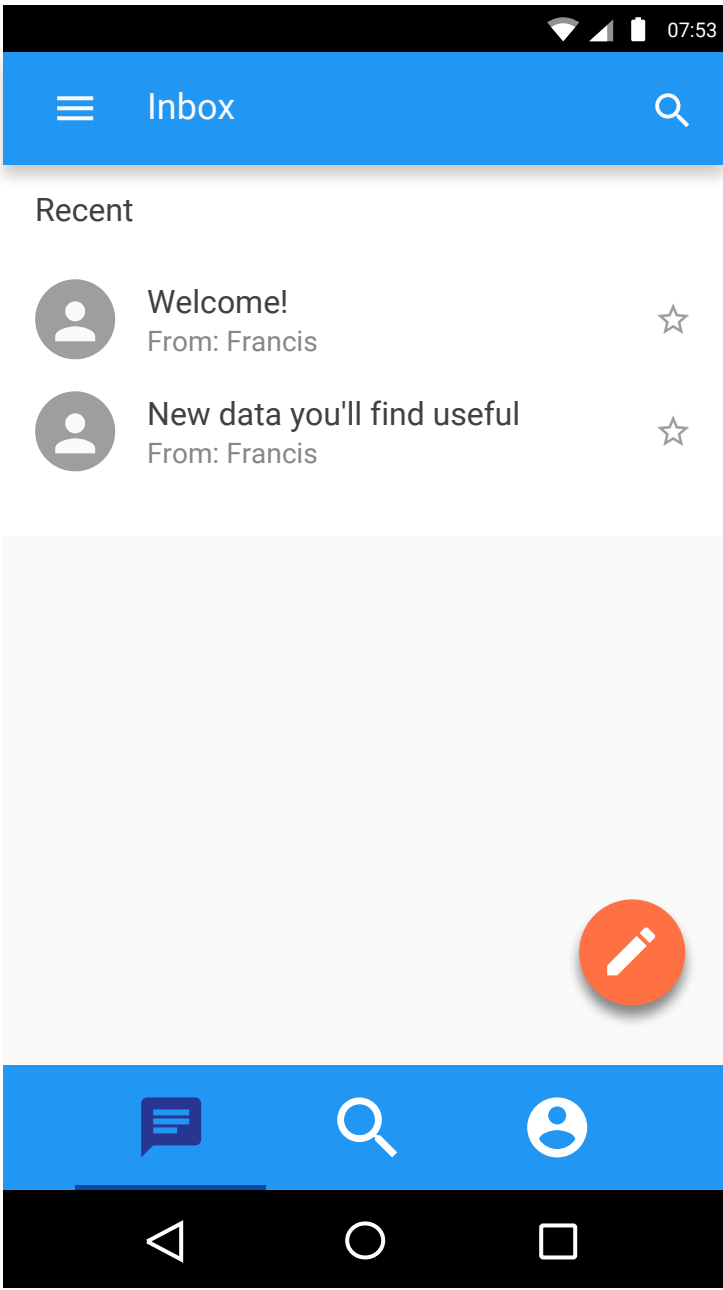 07:53
Inbox
Recent
Welcome!
From: Francis
New data you'll find useful
From: Francis